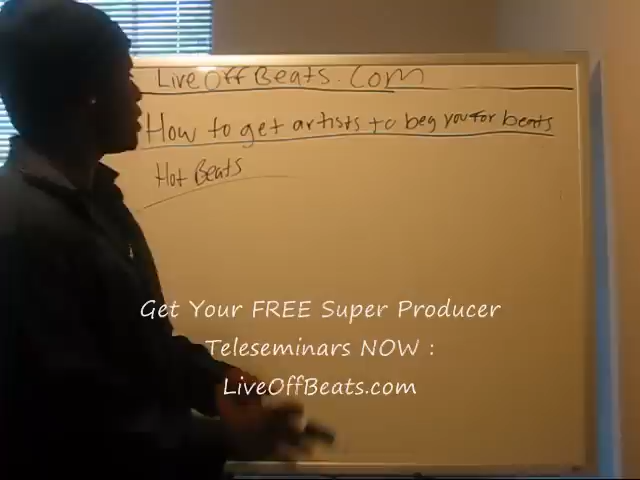 LiveOffBeats.Com
How to get artists to beg you for beats
Hot Beats
Get Your FREE Super Producer
Teleseminars NOW :
LiveOffBeats.com